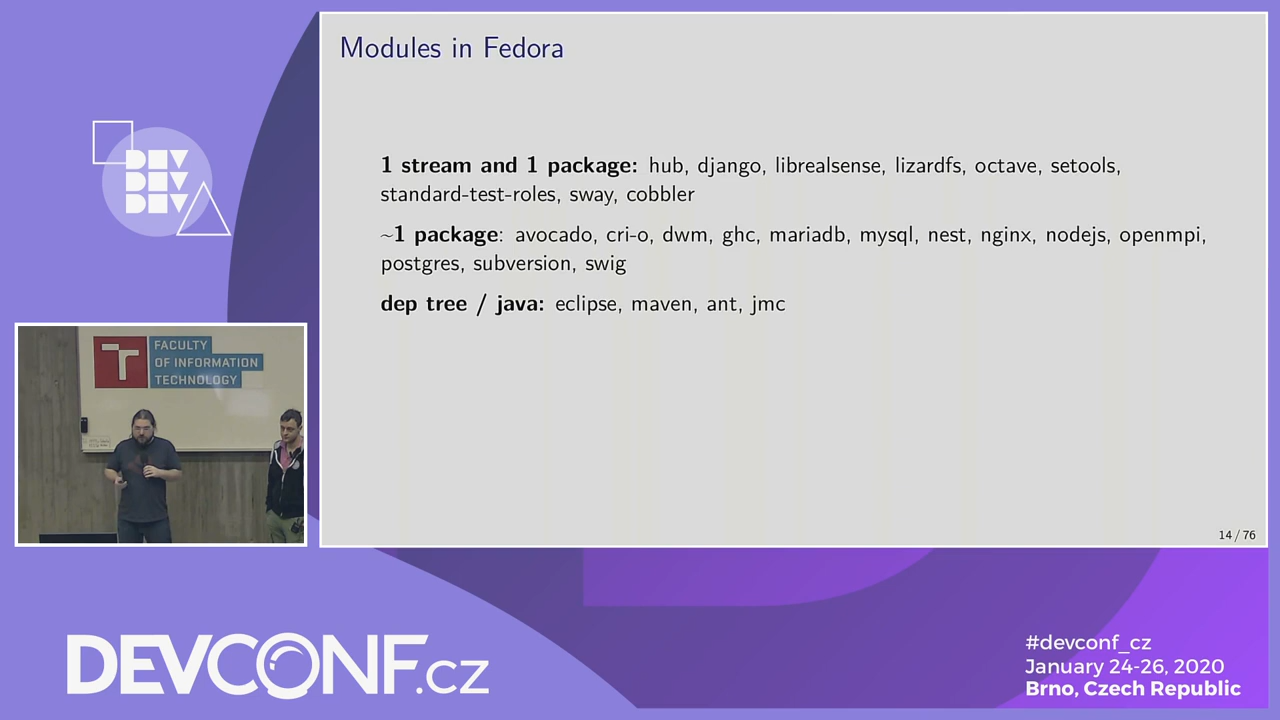 Modules in Fedora
1 stream and 1 package: hub, django, librealsense, lizardfs, octave, setools,
standard-test-roles, sway, cobbler
~1 package: avocado, cri-o, dwm, ghc, mariadb, mysql, nest, nginx, nodejs, openmpi,
postgres, subversion, swig
dep tree / java: eclipse, maven, ant, jmc
14 / 76
DEV
DEV
DEV
FACULTY
OF INFORMATION
TECHNOLOGY
DEVCONF.cz
#devconf_cz
January 24-26, 2020
Brno, Czech Republic